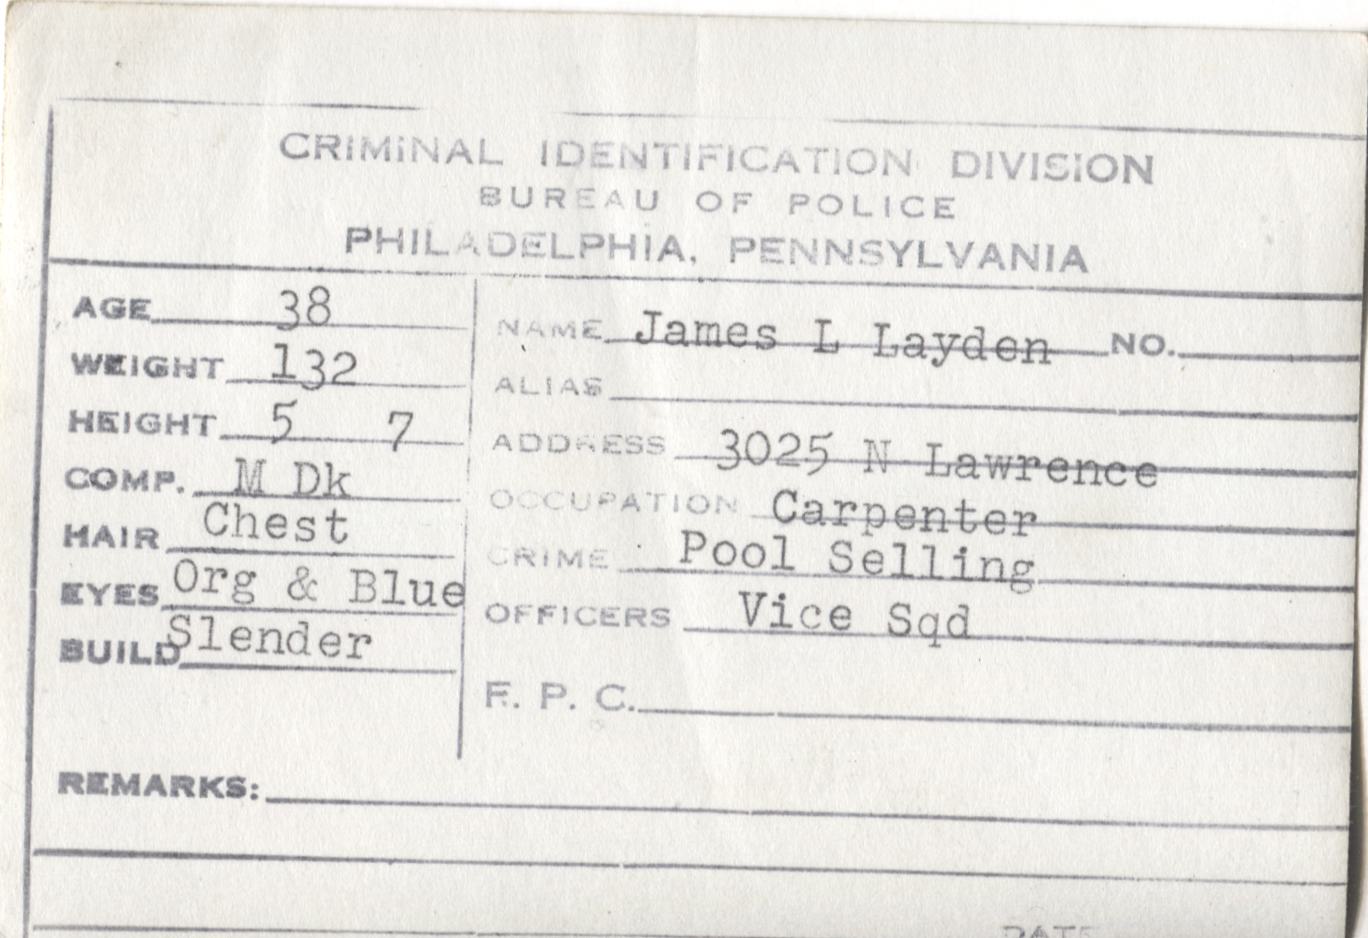 CRIMINAL IDENTIFICATION DIVISION
BUREAU OF POLICE
PHILADELPHIA, PENNSYLVANIA
AGE 38
WEIGHT 132
HEIGHT 5 7
COMP. M Dk
HAIR Chest
EYES Org & Blue
BUILD Slender
NAME James L Layden NO.
ALIAS
ADDRESS 3025 N Lawrence
OCCUPATION Carpenter
CRIME Pool Selling
OFFICERS Vice Sqd
F. P. C.
REMARKS:
DATE